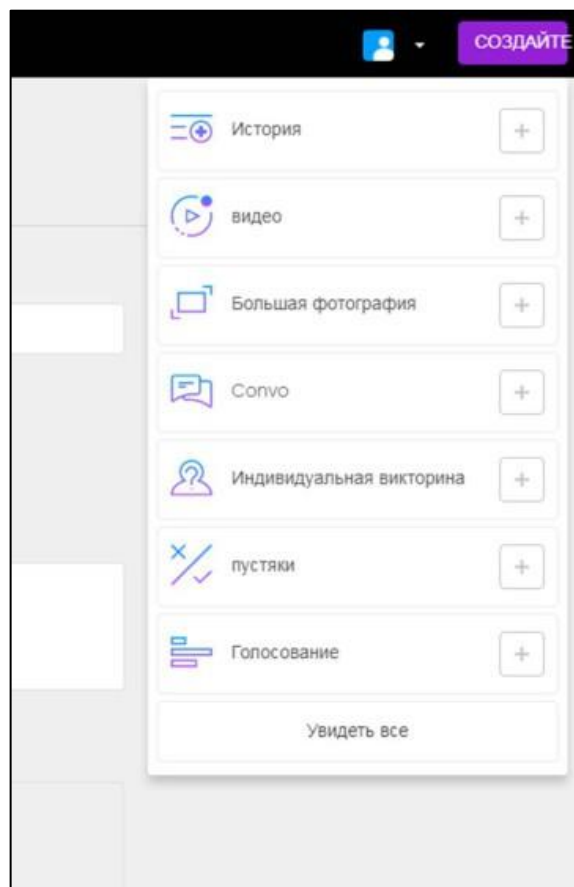 СОЗДАЙТЕ
История
видео
Большая фотография
Convo
Индивидуальная викторина
пустяки
Голосование
Увидеть все